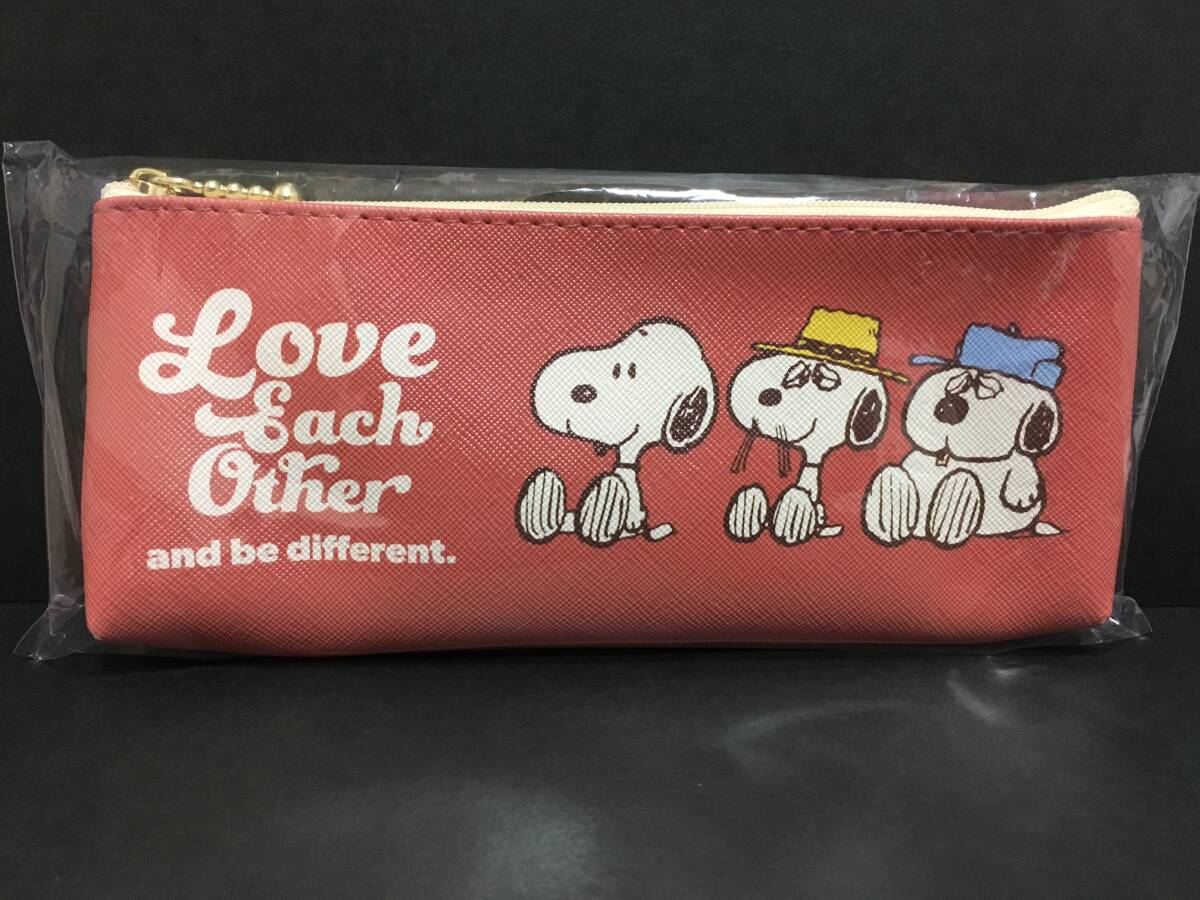 Love
Each
Other
and be different.